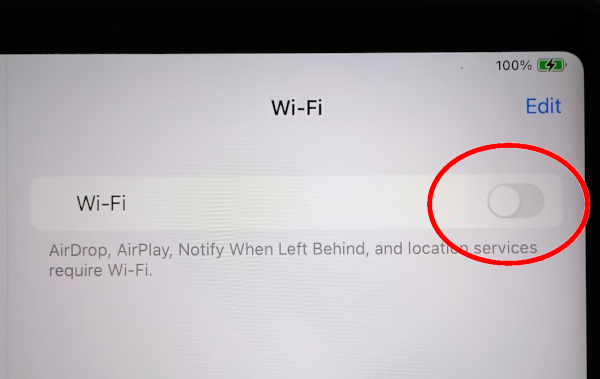 100%
Wi-Fi
Edit
Wi-Fi
AirDrop, AirPlay, Notify When Left Behind, and location services
require Wi-Fi.